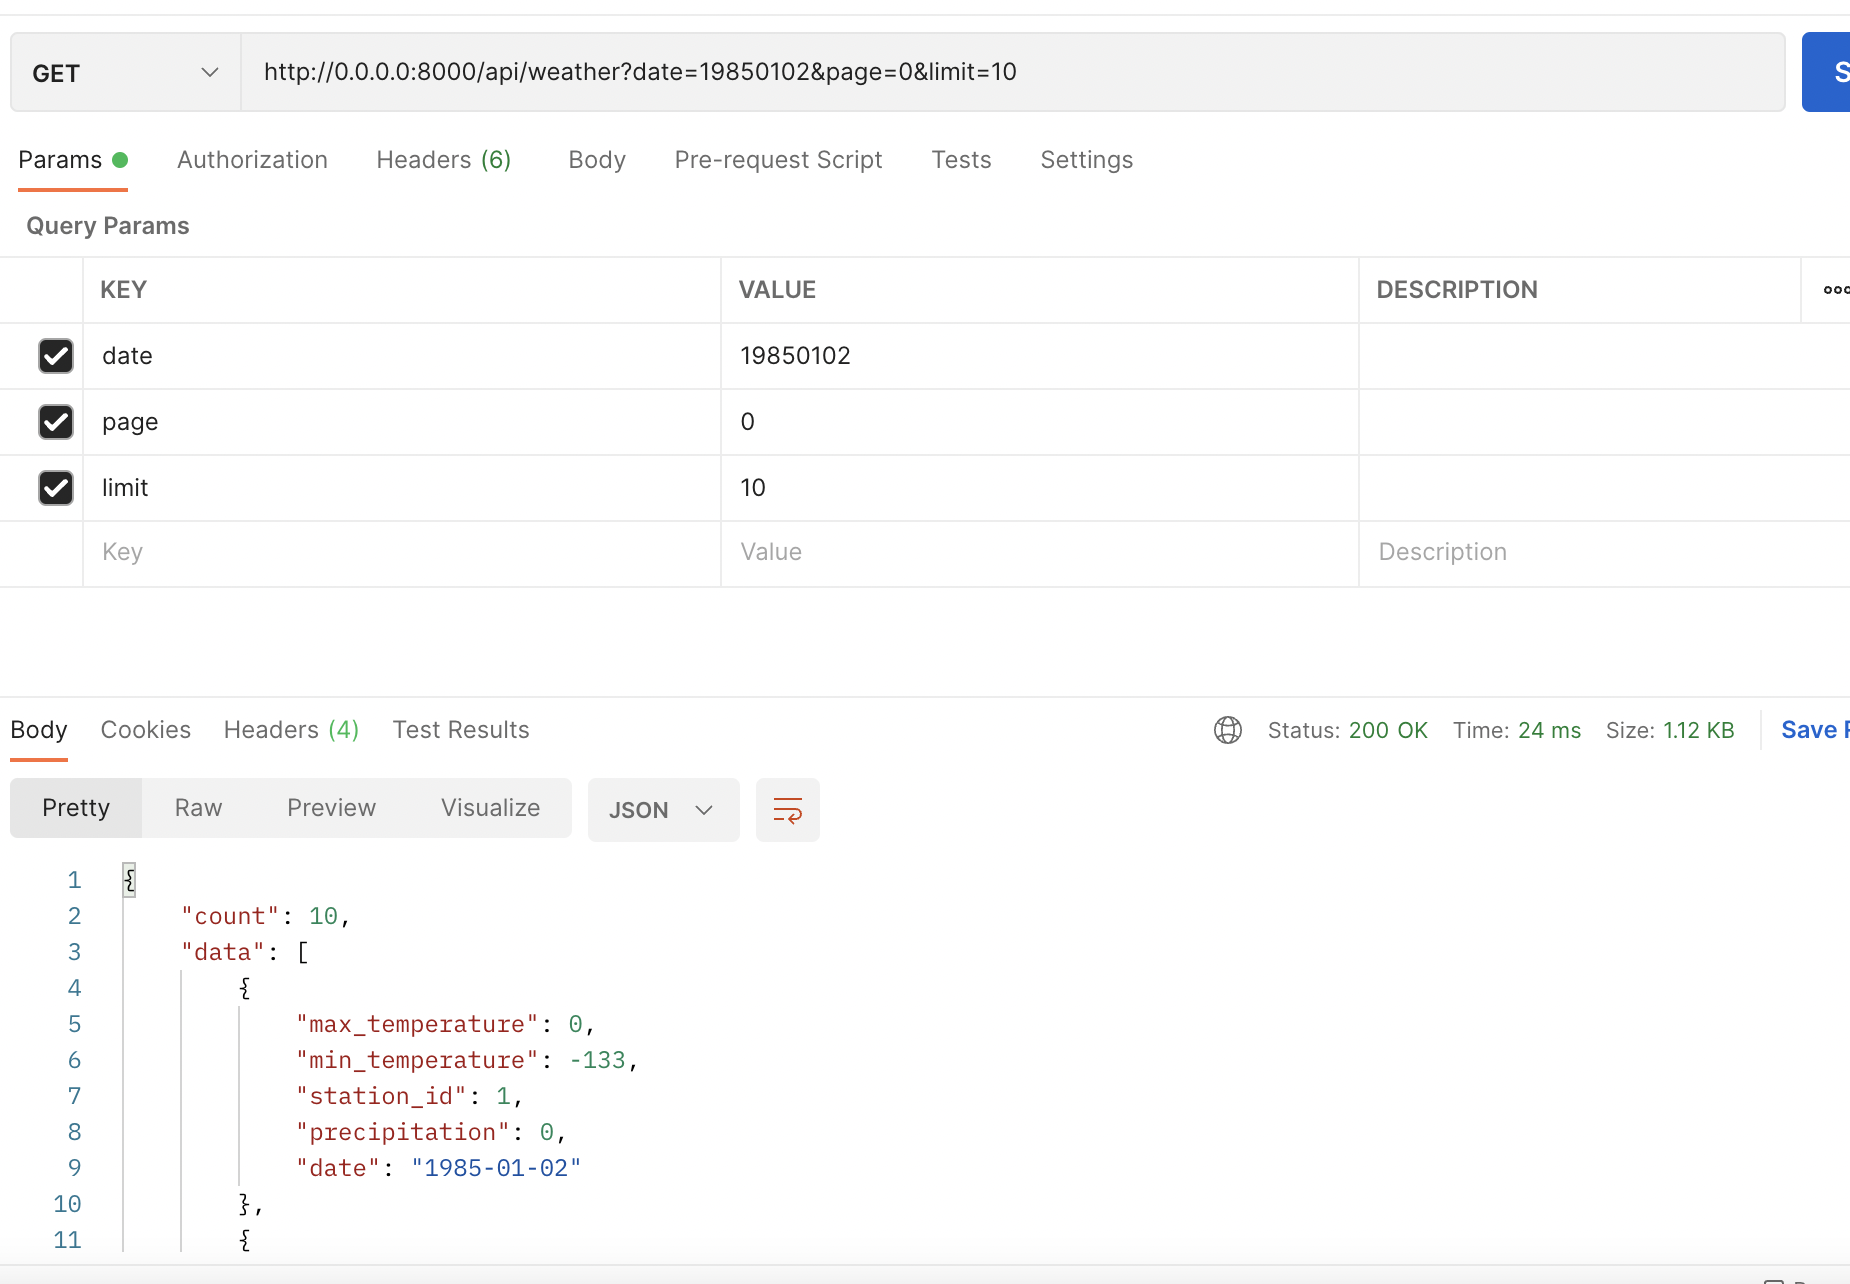 GET http://0.0.0.0:8000/api/weather?date=19850102&page=0&limit=10
Params Authorization Headers (6) Body Pre-request Script Tests Settings
Query Params
KEY VALUE DESCRIPTION
date 19850102
page 0
limit 10
Key Value Description
Body Cookies Headers (4) Test Results Status: 200 OK Time: 24 ms Size: 1.12 KB Save
Pretty Raw Preview Visualize JSON
1 {
2 "count": 10,
3 "data": [
4 {
5 "max_temperature": 0,
6 "min_temperature": -133,
7 "station_id": 1,
8 "precipitation": 0,
9 "date": "1985-01-02"
10 },
11 {